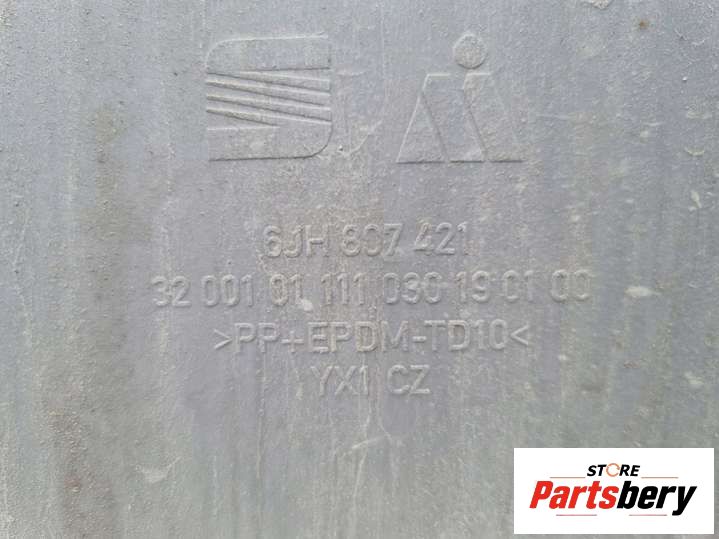 6JH 807 421
32 001 01 111 030 19 01 00
>PP+EPDM-TD10<
YX1 CZ
STORE
Partsbery